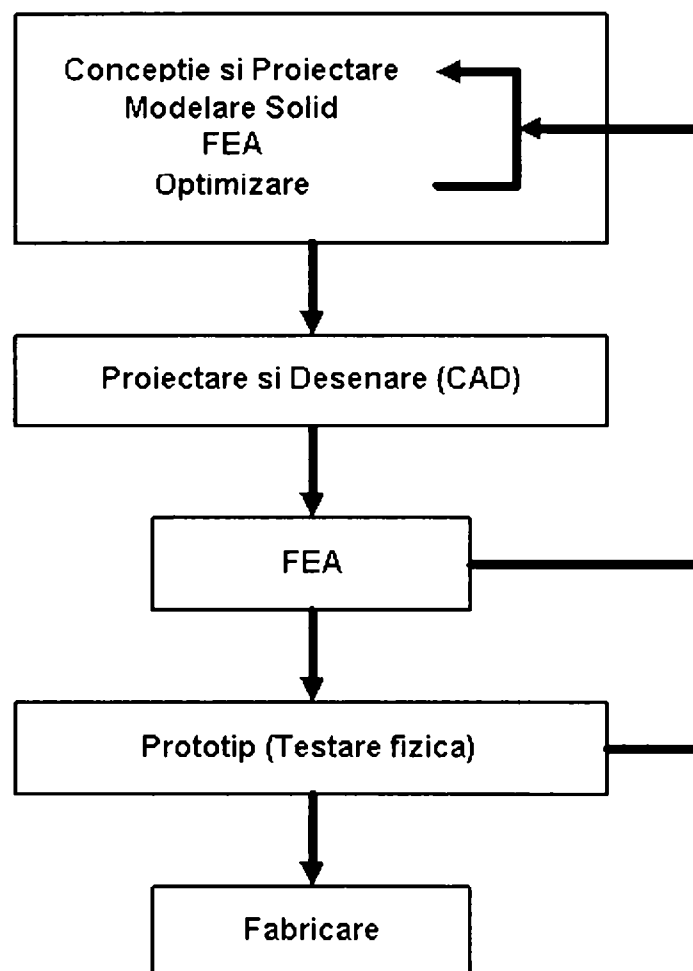 Conceptie si Proiectare
Modelare Solid
FEA
Optimizare
Proiectare si Desenare (CAD)
FEA
Prototip (Testare fizica)
Fabricare